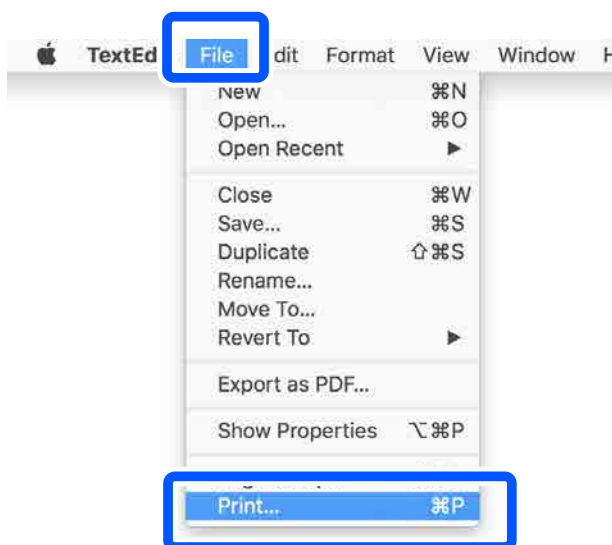 TextEd File dit Format View Window H
New ⌘N
Open... ⌘O
Open Recent ▶
Close ⌘W
Save... ⌘S
Duplicate ⇧⌘S
Rename...
Move To...
Revert To ▶
Export as PDF...
Show Properties ⌥⌘P
Print... ⌘P